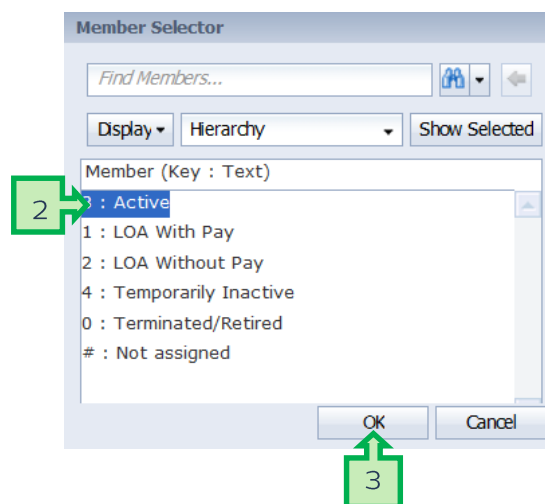 Member Selector
Find Members...
Display Hierarchy Show Selected
Member (Key : Text)
2
3 : Active
1 : LOA With Pay
2 : LOA Without Pay
4 : Temporarily Inactive
0 : Terminated/Retired
# : Not assigned
OK Cancel
3